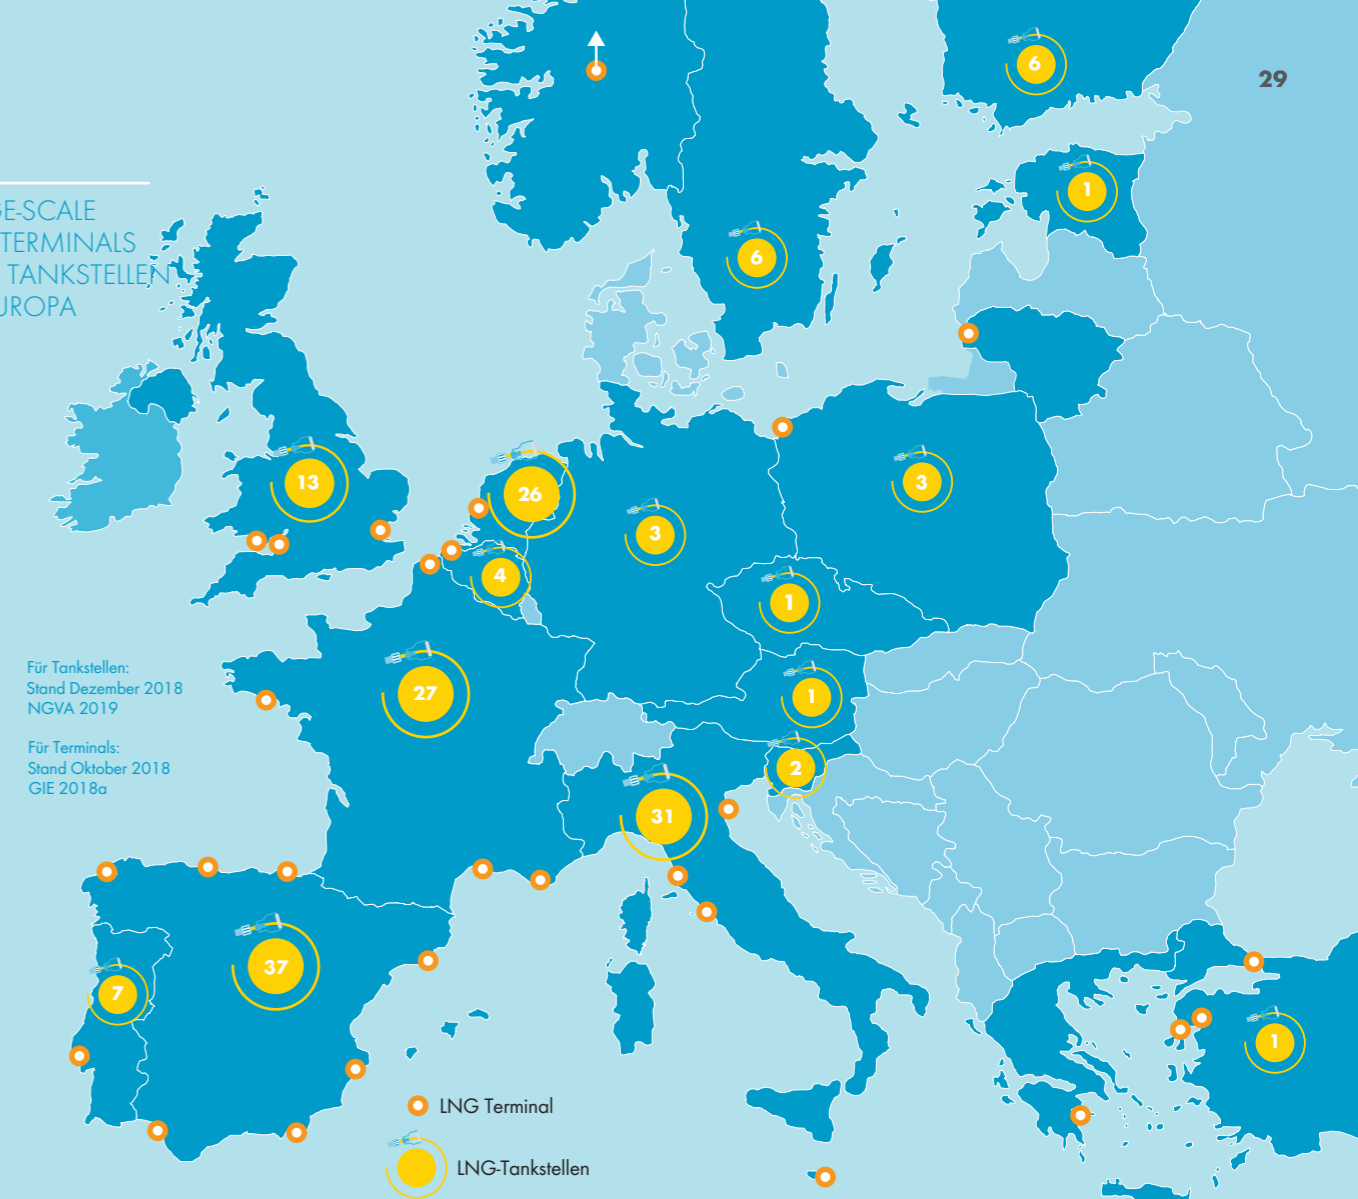 29
GE-SCALE
TERMINALS
TANKSTELLEN
UROPA
6
1
6
13
26
3
3
4
1
27
1
2
31
37
7
1
Für Tankstellen:
Stand Dezember 2018
NGVA 2019
Für Terminals:
Stand Oktober 2018
GIE 2018a
LNG Terminal
LNG-Tankstellen